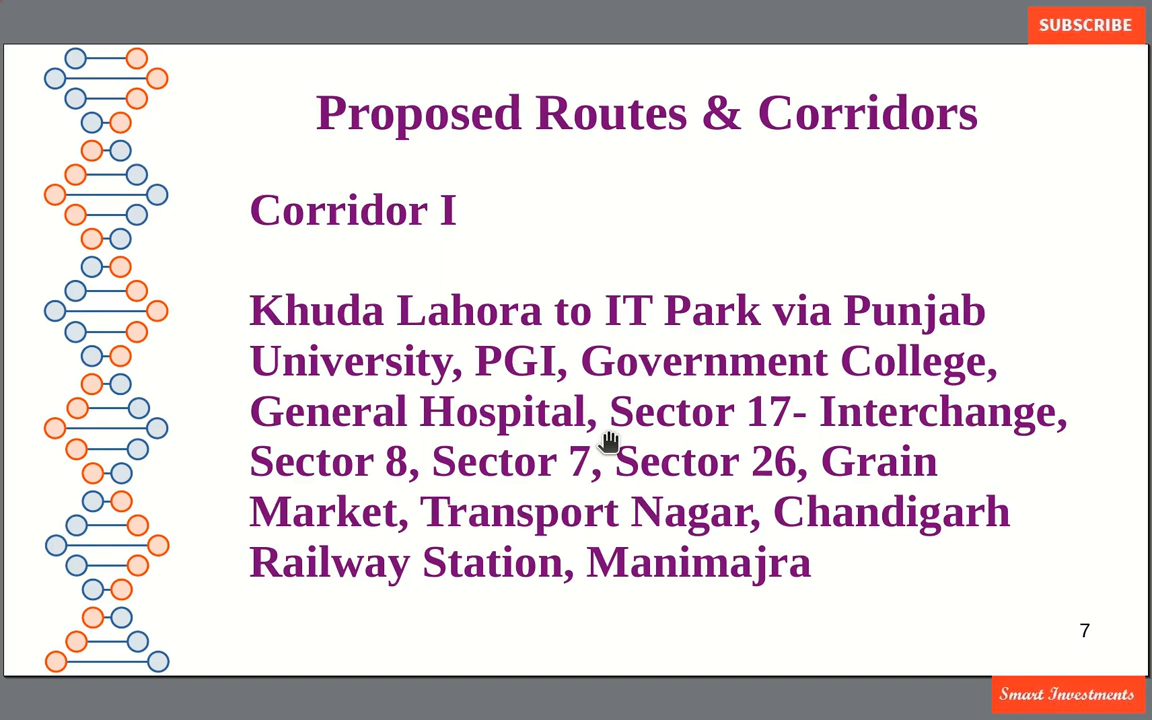 SUBSCRIBE
Proposed Routes & Corridors
Corridor I
Khuda Lahora to IT Park via Punjab
University, PGI, Government College,
General Hospital, Sector 17- Interchange,
Sector 8, Sector 7, Sector 26, Grain
Market, Transport Nagar, Chandigarh
Railway Station, Manimajra
7
Smart Investments